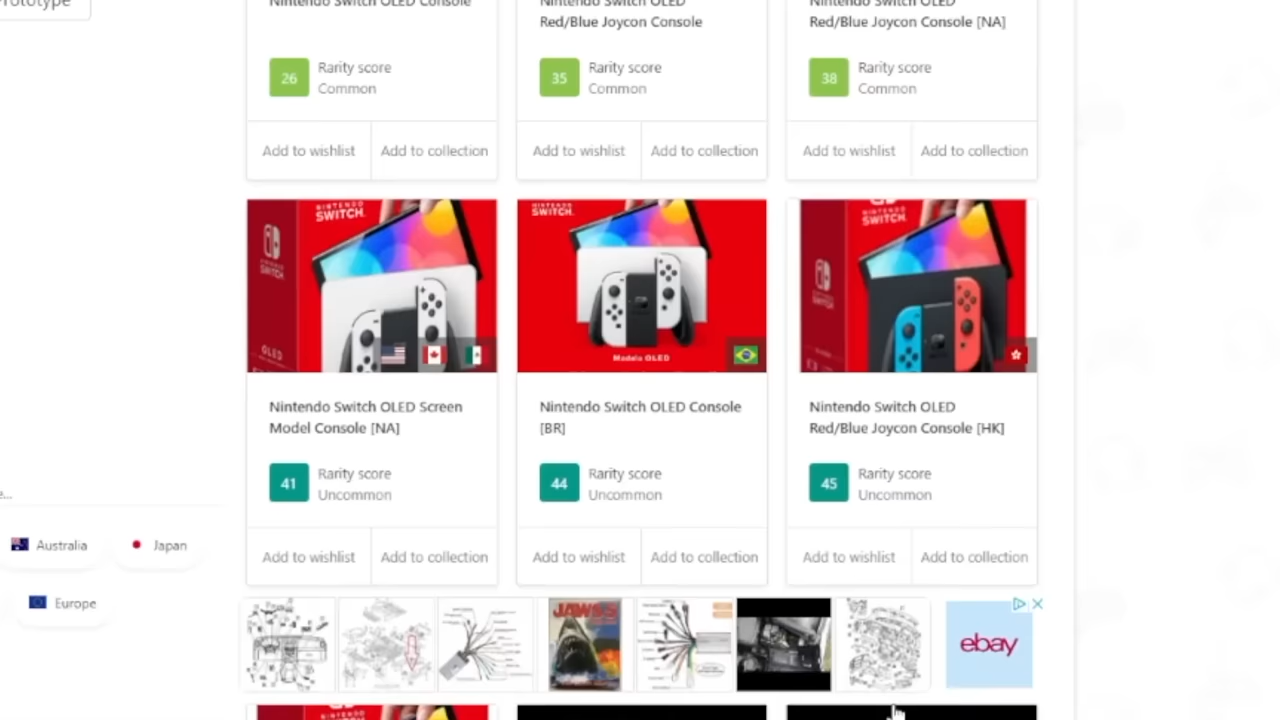 Prototype
Nintendo Switch OLED Console
Nintendo Switch OLED
Red/Blue Joycon Console
Nintendo Switch OLED
Red/Blue Joycon Console [NA]
26
Rarity score
Common
35
Rarity score
Common
38
Rarity score
Common
Add to wishlist
Add to collection
Add to wishlist
Add to collection
Add to wishlist
Add to collection
NINTENDO
SWITCH.
NINTENDO
SWITCH
OLED
NINTENDO
SWITCH.
Modelo OLED
SWITCH.
Nintendo Switch OLED Screen
Model Console [NA]
Nintendo Switch OLED Console
[BR]
Nintendo Switch OLED
Red/Blue Joycon Console [HK]
41
Rarity score
Uncommon
44
Rarity score
Uncommon
45
Rarity score
Uncommon
Add to wishlist
Add to collection
Add to wishlist
Add to collection
Add to wishlist
Add to collection
e...
Australia
Japan
Europe
JAWS
ebay
SWITCH